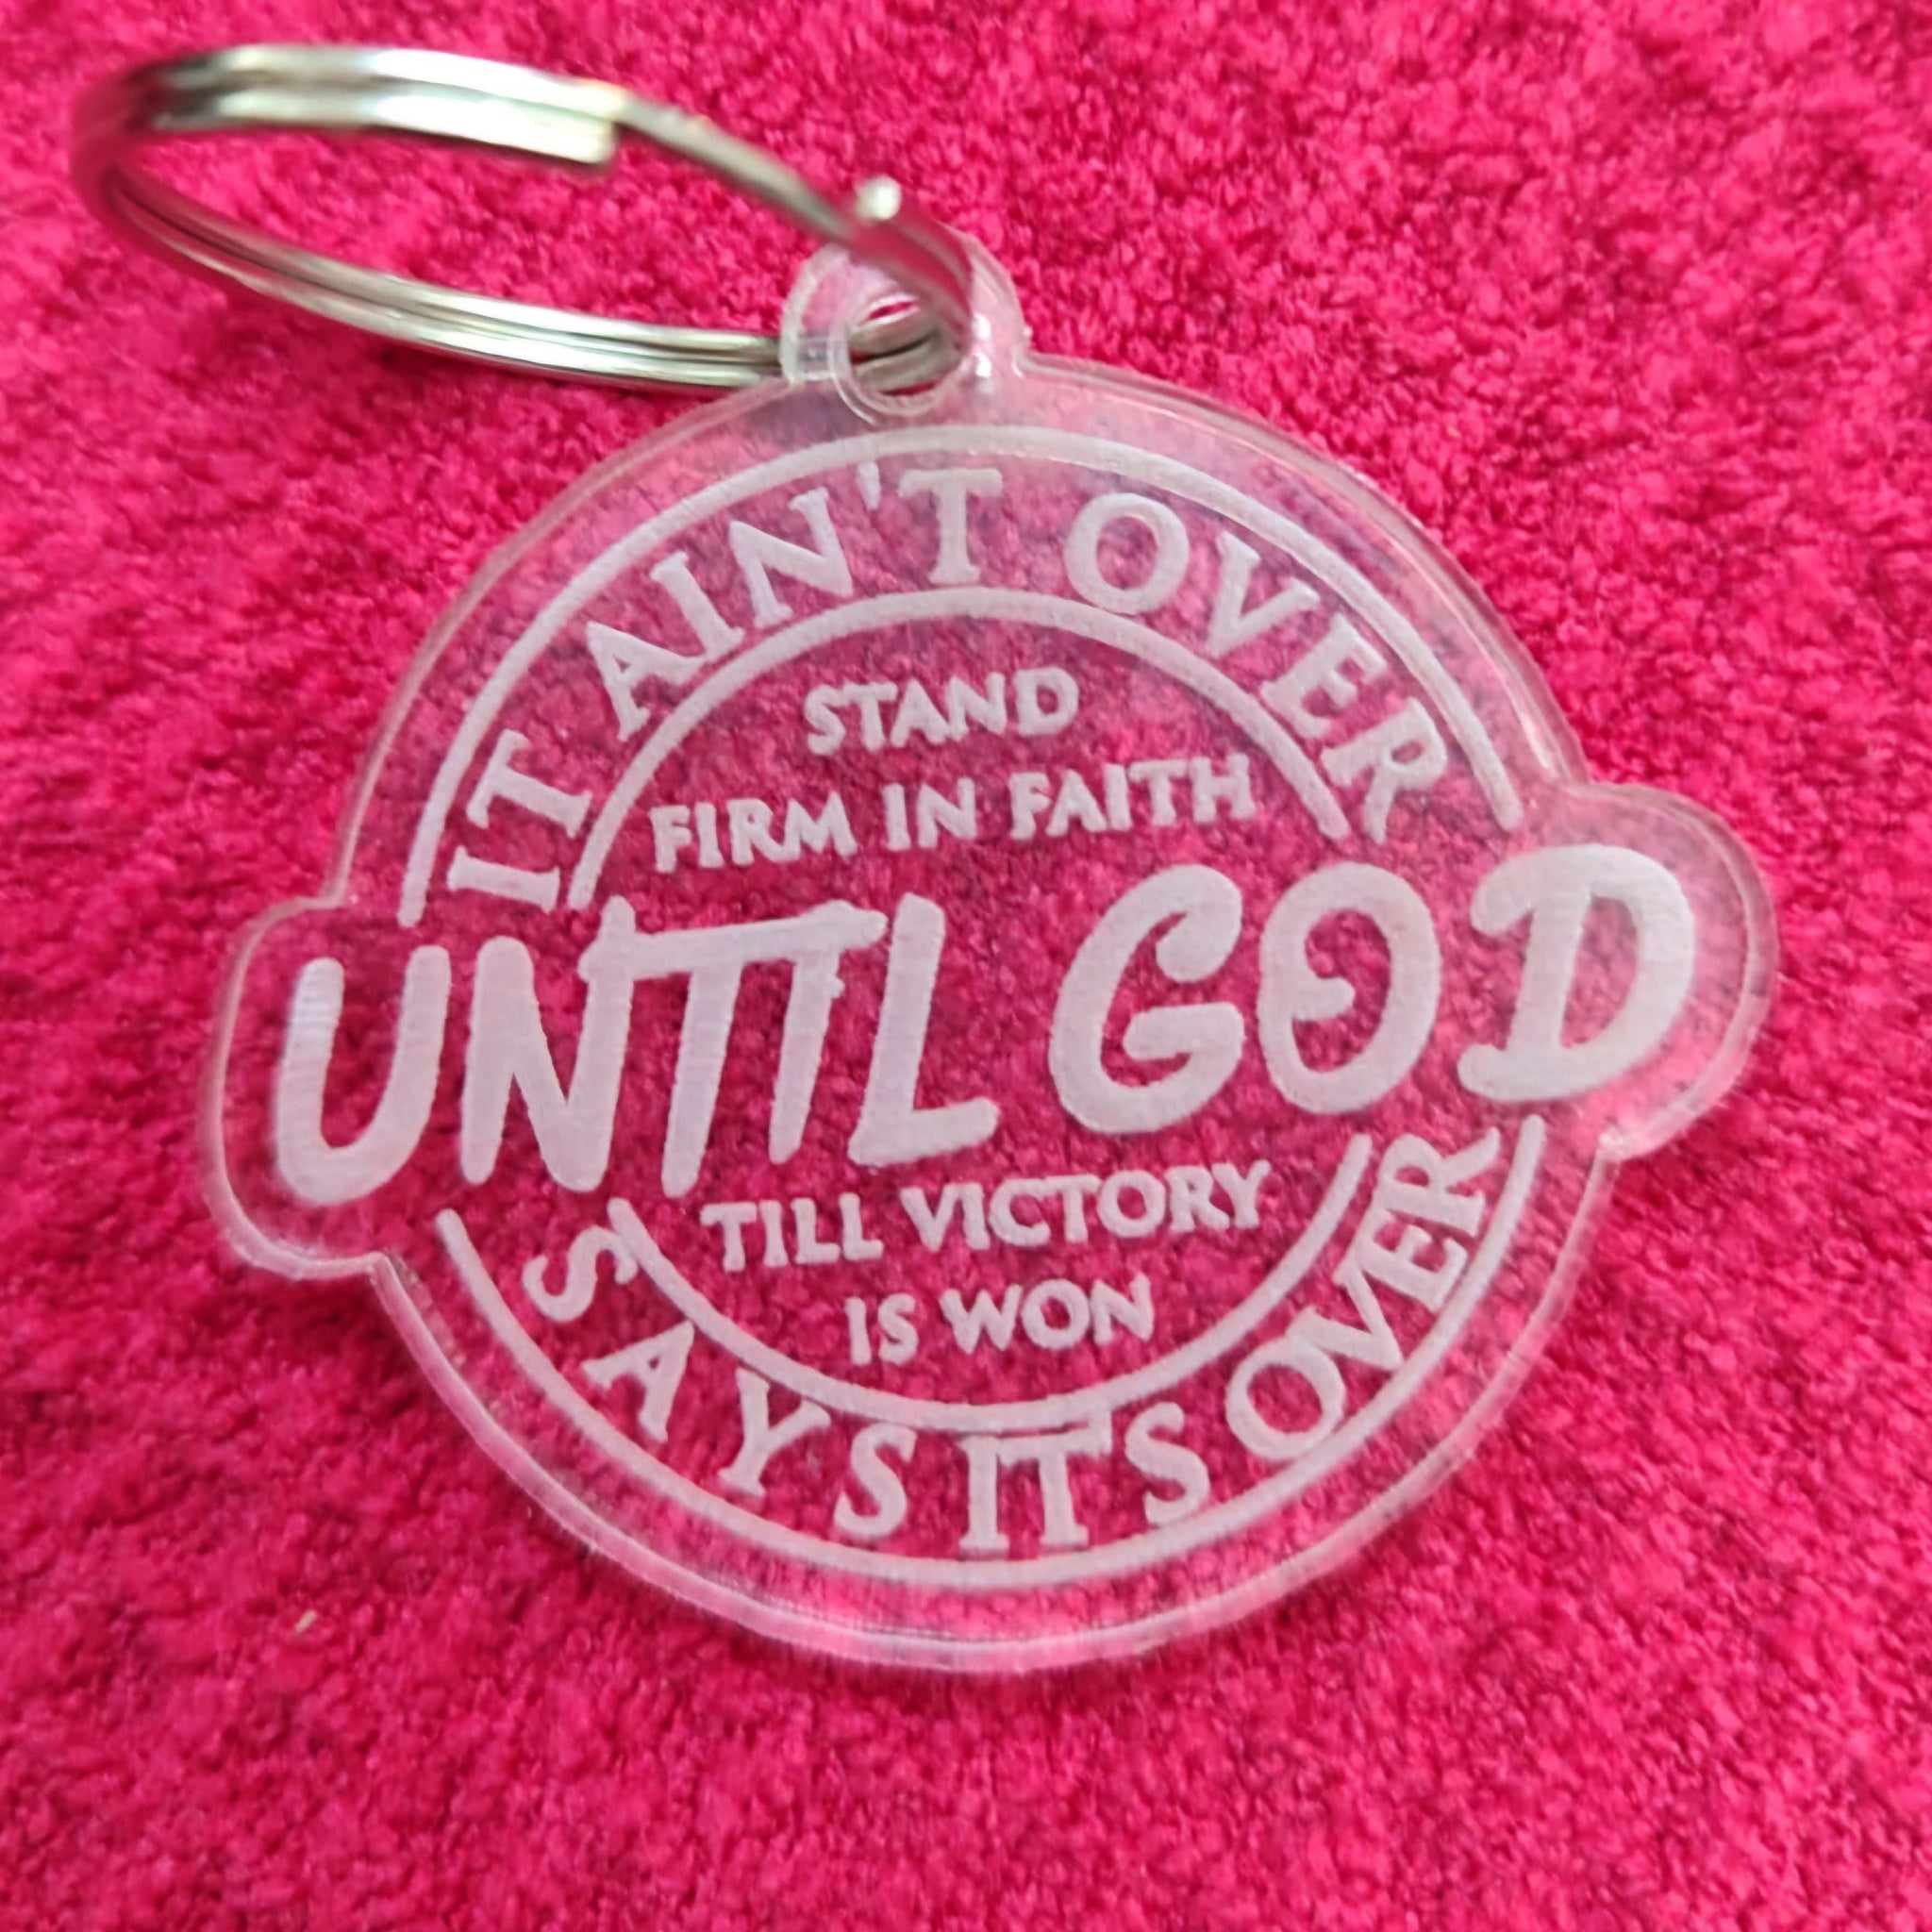 IT AIN'T OVER
STAND
FIRM IN FAITH
UNTIL GOD
TILL VICTORY
IS WON
SAYS ITS OVER